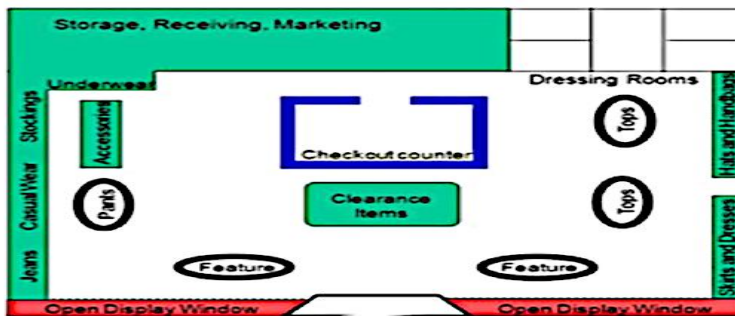 Storage, Receiving, Marketing
Underwear
Dressing Rooms
Stockings
Accessories
Tops
Hats and Handbags
Checkout counter
Casual Wear
Pants
Clearance
Items
Tops
Jeans
Feature
Feature
Skirts and Dresses
Open Display Window
Open Display Window